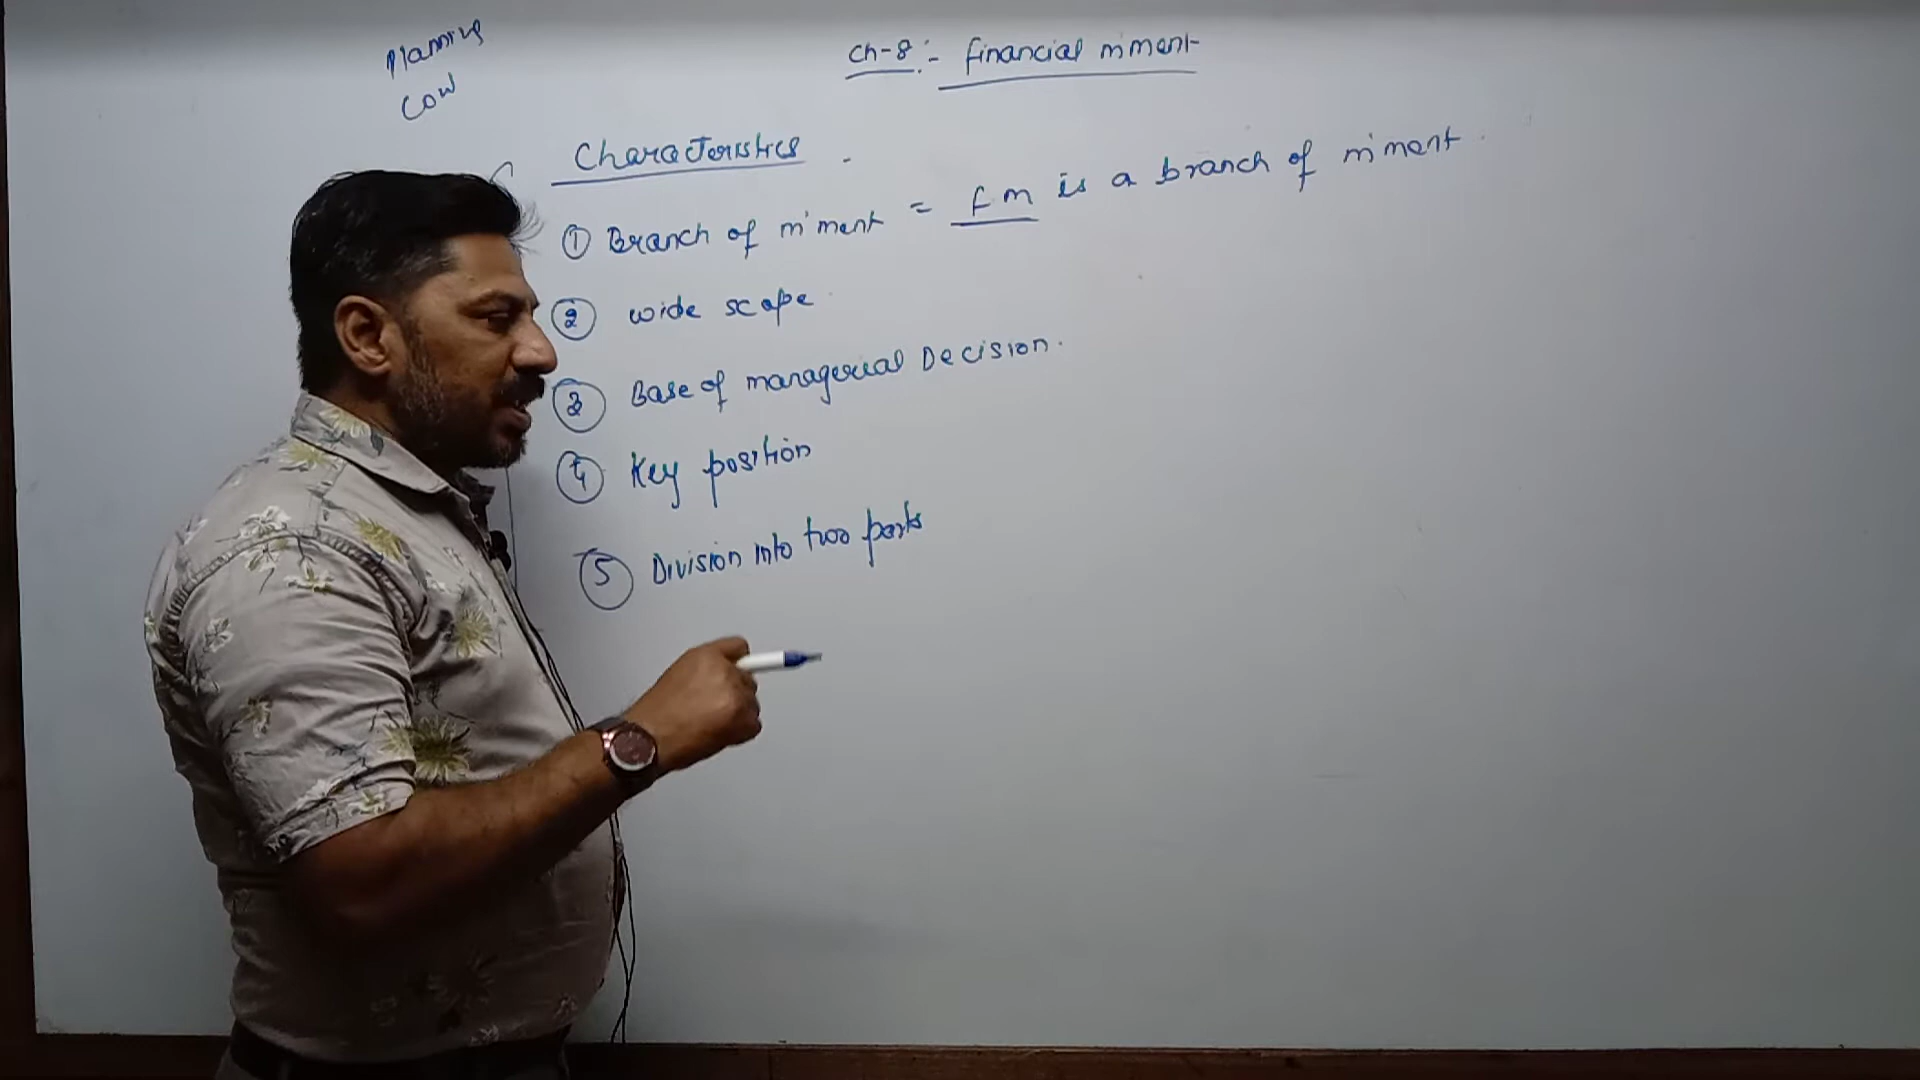 Planning
Cow
Ch-8:- financial m'ment
Characteristics
① Branch of m'ment = F m is a branch of m'ment
② wide scope
③ Base of managerial Decision.
④ Key position
⑤ Division into two parts